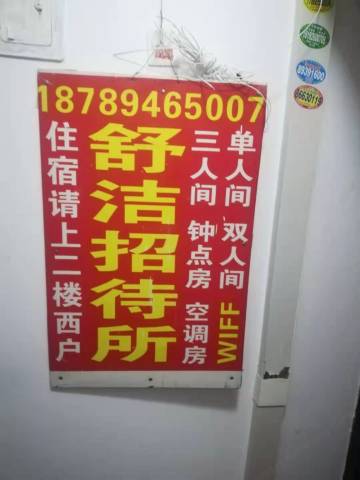 18789465007
舒洁招待所
住宿请上二楼西户
单人间 双人间 WIFF
三人间 钟点房 空调房
89391600